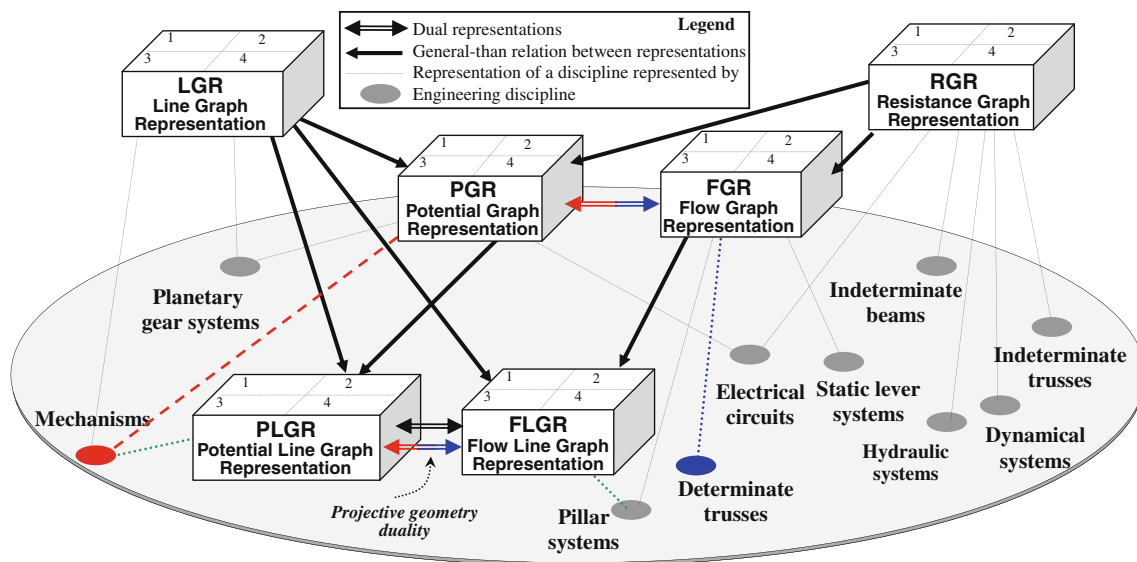 Legend
Dual representations
General-than relation between representations
Representation of a discipline represented by
Engineering discipline
1 2
3 4
LGR
Line Graph
Representation
1 2
3 4
RGR
Resistance Graph
Representation
1 2
3 4
PGR
Potential Graph
Representation
1 2
3 4
FGR
Flow Graph
Representation
Planetary
gear systems
Indeterminate
beams
Indeterminate
trusses
Electrical
circuits
Static lever
systems
Hydraulic
systems
Dynamical
systems
Mechanisms
1 2
3 4
PLGR
Potential Line Graph
Representation
1 2
3 4
FLGR
Flow Line Graph
Representation
Projective geometry
duality
Pillar
systems
Determinate
trusses